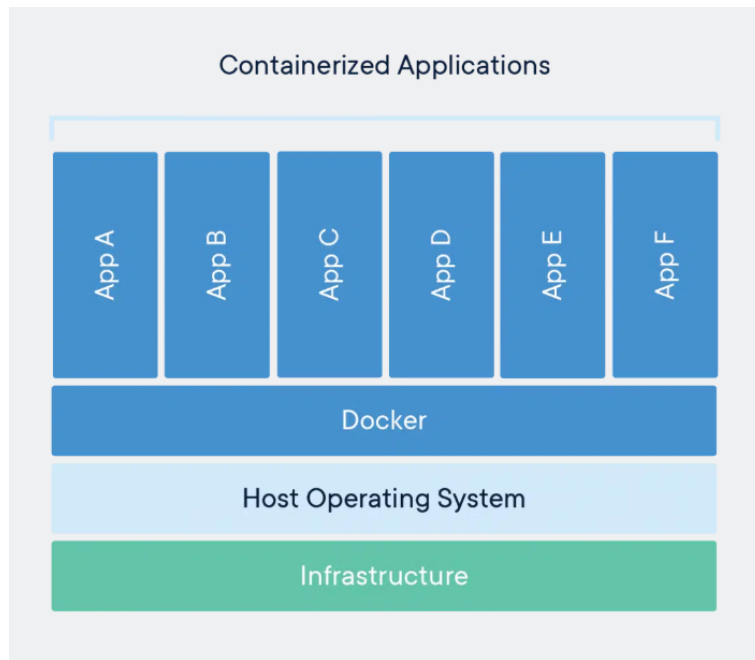 Containerized Applications
App A
App B
App C
App D
App E
App F
Docker
Host Operating System
Infrastructure